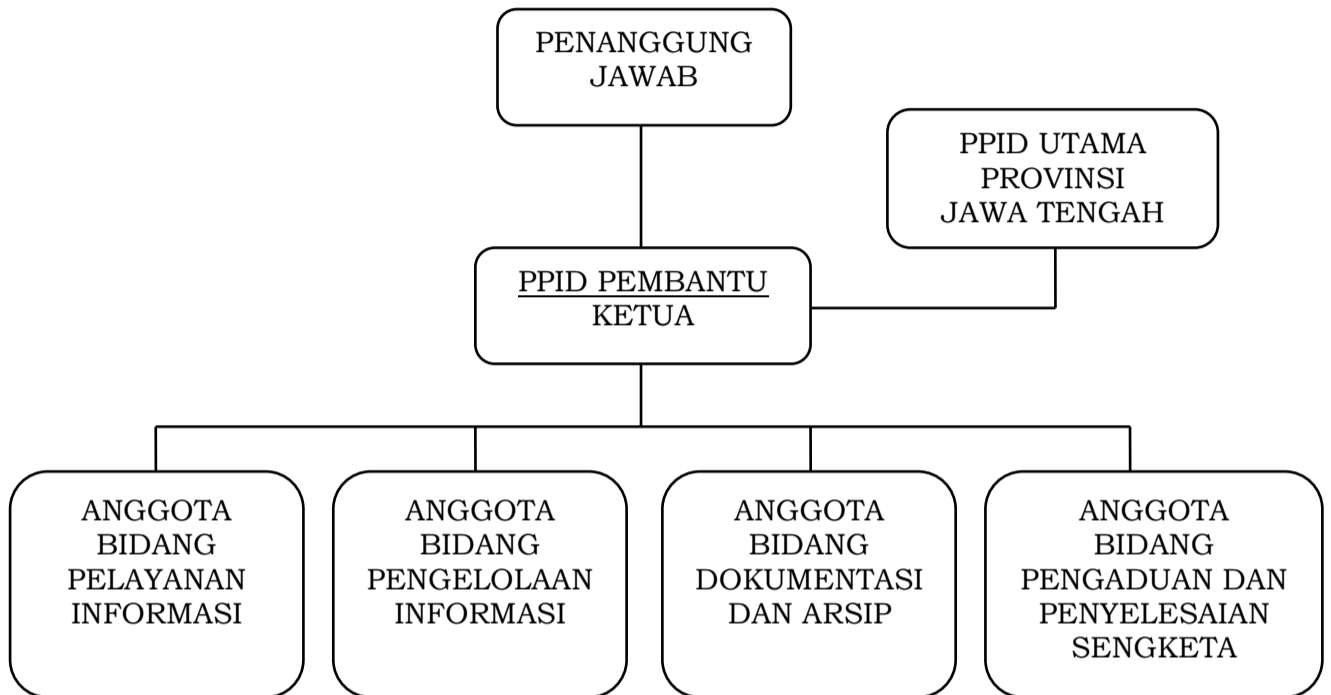 PENANGGUNG
JAWAB
PPID UTAMA
PROVINSI
JAWA TENGAH
PPID PEMBANTU
KETUA
ANGGOTA
BIDANG
PELAYANAN
INFORMASI
ANGGOTA
BIDANG
PENGELOLAAN
INFORMASI
ANGGOTA
BIDANG
DOKUMENTASI
DAN ARSIP
ANGGOTA
BIDANG
PENGADUAN DAN
PENYELESAIAN
SENGKETA